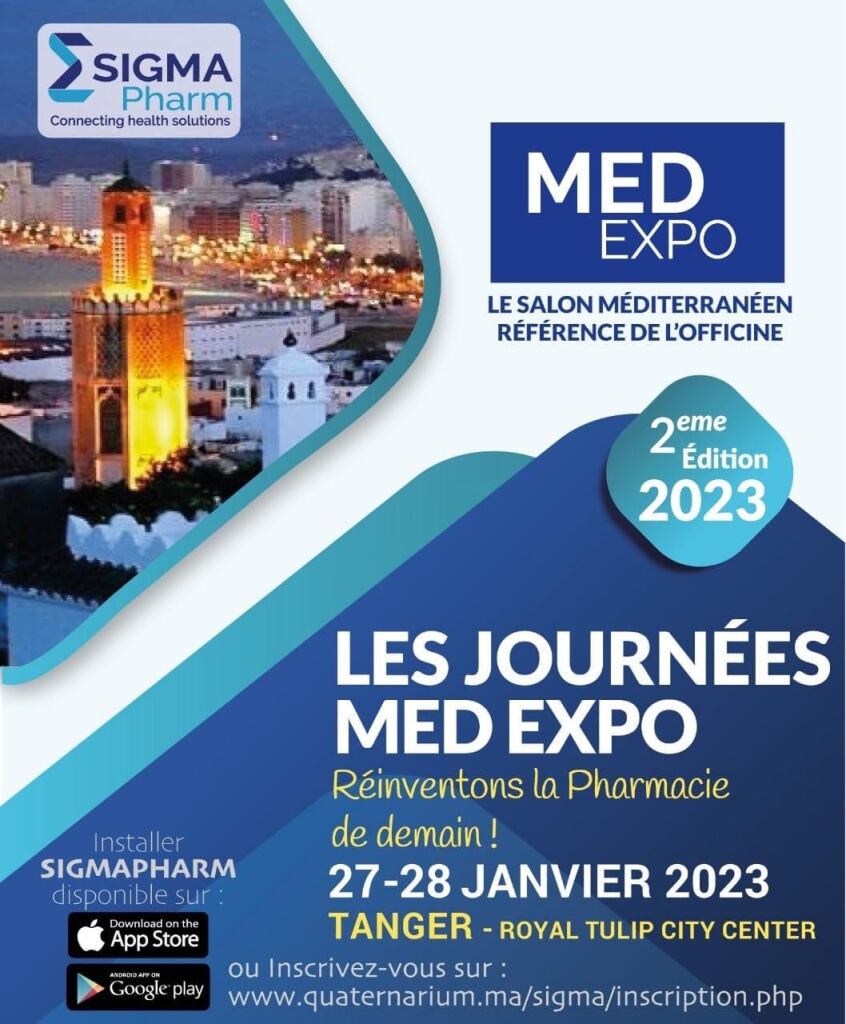 SIGMA
Pharm
Connecting health solutions
MED
EXPO
LE SALON MÉDITERRANÉEN
RÉFÉRENCE DE L'OFFICINE
2eme
Édition
2023
LES JOURNÉES
MED EXPO
Réinventons la Pharmacie
de demain !
27-28 JANVIER 2023
TANGER - ROYAL TULIP CITY CENTER
Installer
SIGMAPHARM
disponible sur :
Download on the
App Store
ANDROID APP ON
Google play
ou Inscrivez-vous sur :
www.quaternarium.ma/sigma/inscription.php